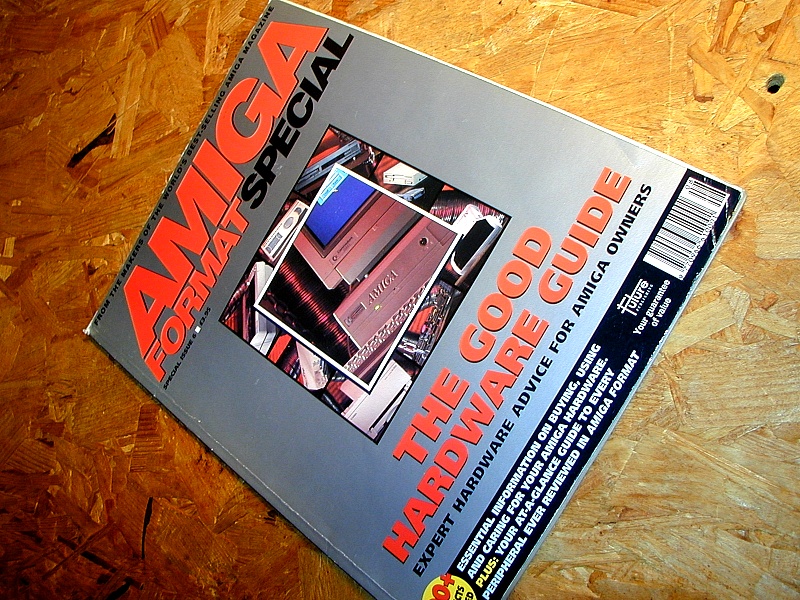 FROM THE MAKERS OF THE WORLD'S BEST-SELLING AMIGA MAGAZINE
AMIGA
FORMAT SPECIAL
SPECIAL ISSUE
AMIGA
THE GOOD
HARDWARE GUIDE
EXPERT HARDWARE ADVICE FOR AMIGA OWNERS
Future
Your guarantee
of value
ESSENTIAL INFORMATION ON BUYING, USING
AND CARING FOR YOUR AMIGA HARDWARE.
PLUS: YOUR AT-A-GLANCE GUIDE TO EVERY
PERIPHERAL EVER REVIEWED IN AMIGA FORMAT